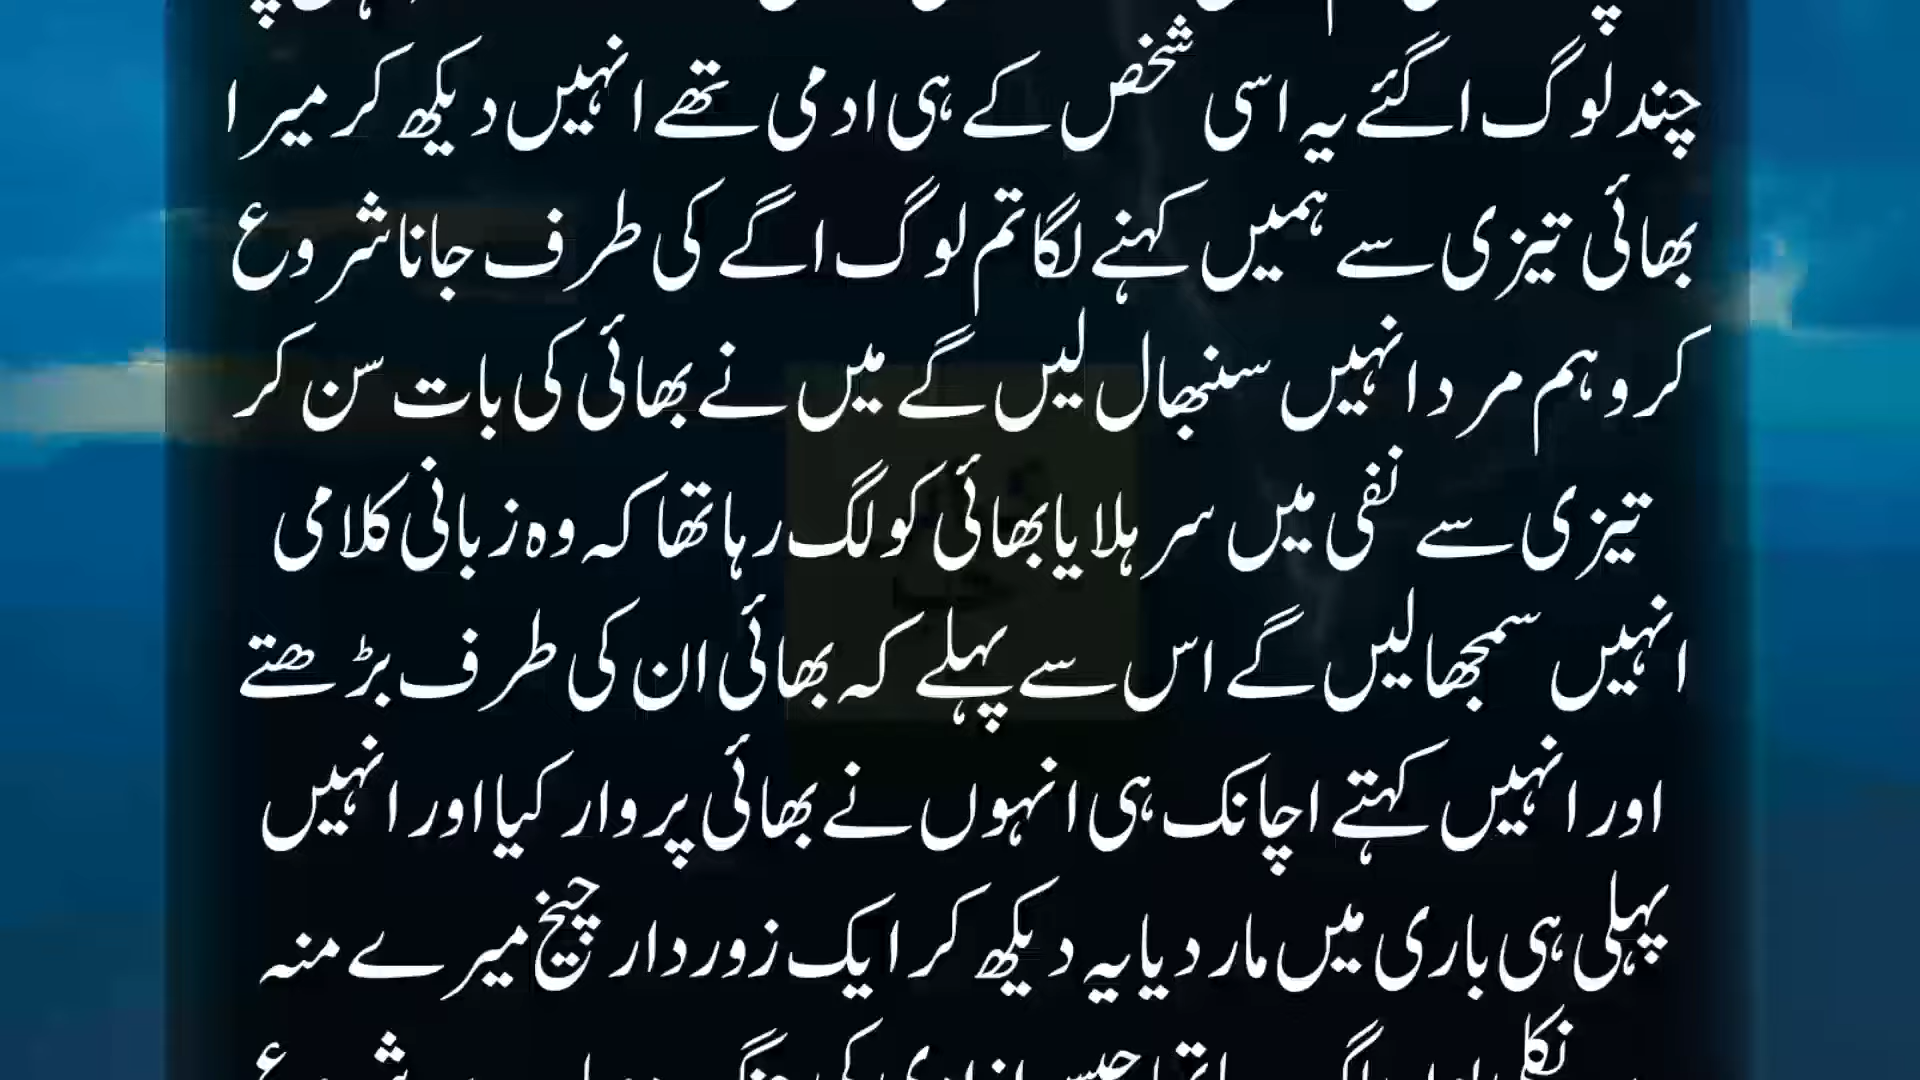 چند لوگ اگئے یہ اسی شخص کے ہی ادمی تھے انہیں دیکھ کر میرا
بھائی تیزی سے ہمیں کہنے لگا تم لوگ اگے کی طرف جانا شروع
کرو ہم مرد انہیں سنبھال لیں گے میں نے بھائی کی بات سن کر
تیزی سے نفی میں سر ہلایا بھائی کو لگ رہا تھا کہ وہ زبانی کلامی
انہیں سمجھا لیں گے اس سے پہلے کہ بھائی ان کی طرف بڑھتے
اور انہیں کہتے اچانک ہی انہوں نے بھائی پر وار کیا اور انہیں
پہلی ہی باری میں مار دیا یہ دیکھ کر ایک زوردار چیخ میرے منہ